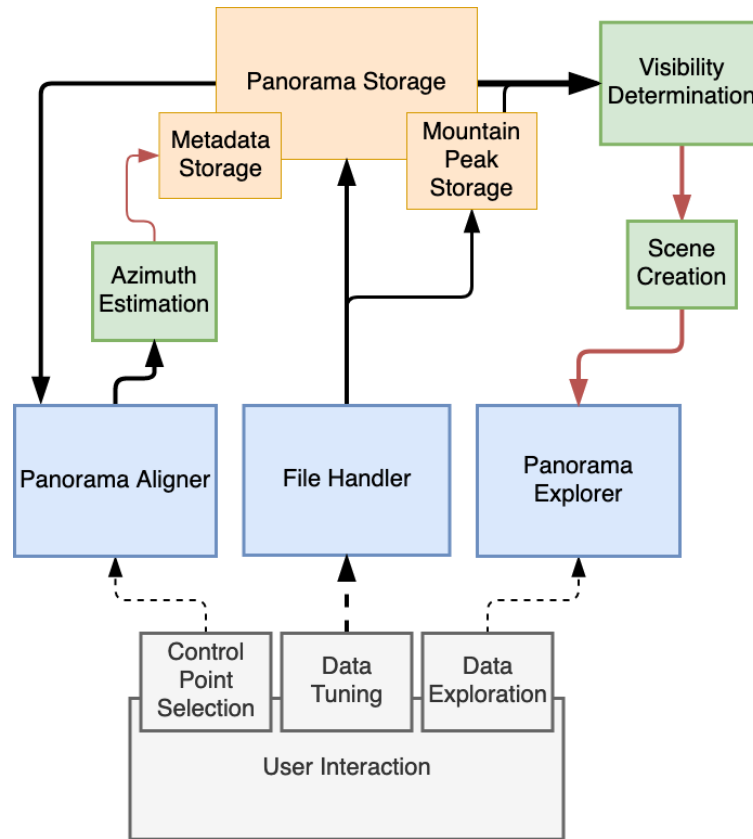 Panorama Storage
Visibility
Determination
Metadada
Storage
Mountain
Peak
Storage
Azimuth
Estimation
Scene
Creation
Panorama Aligner
File Handler
Panorama
Explorer
Control
Point
Selection
Data
Tuning
Data
Exploration
User Interaction